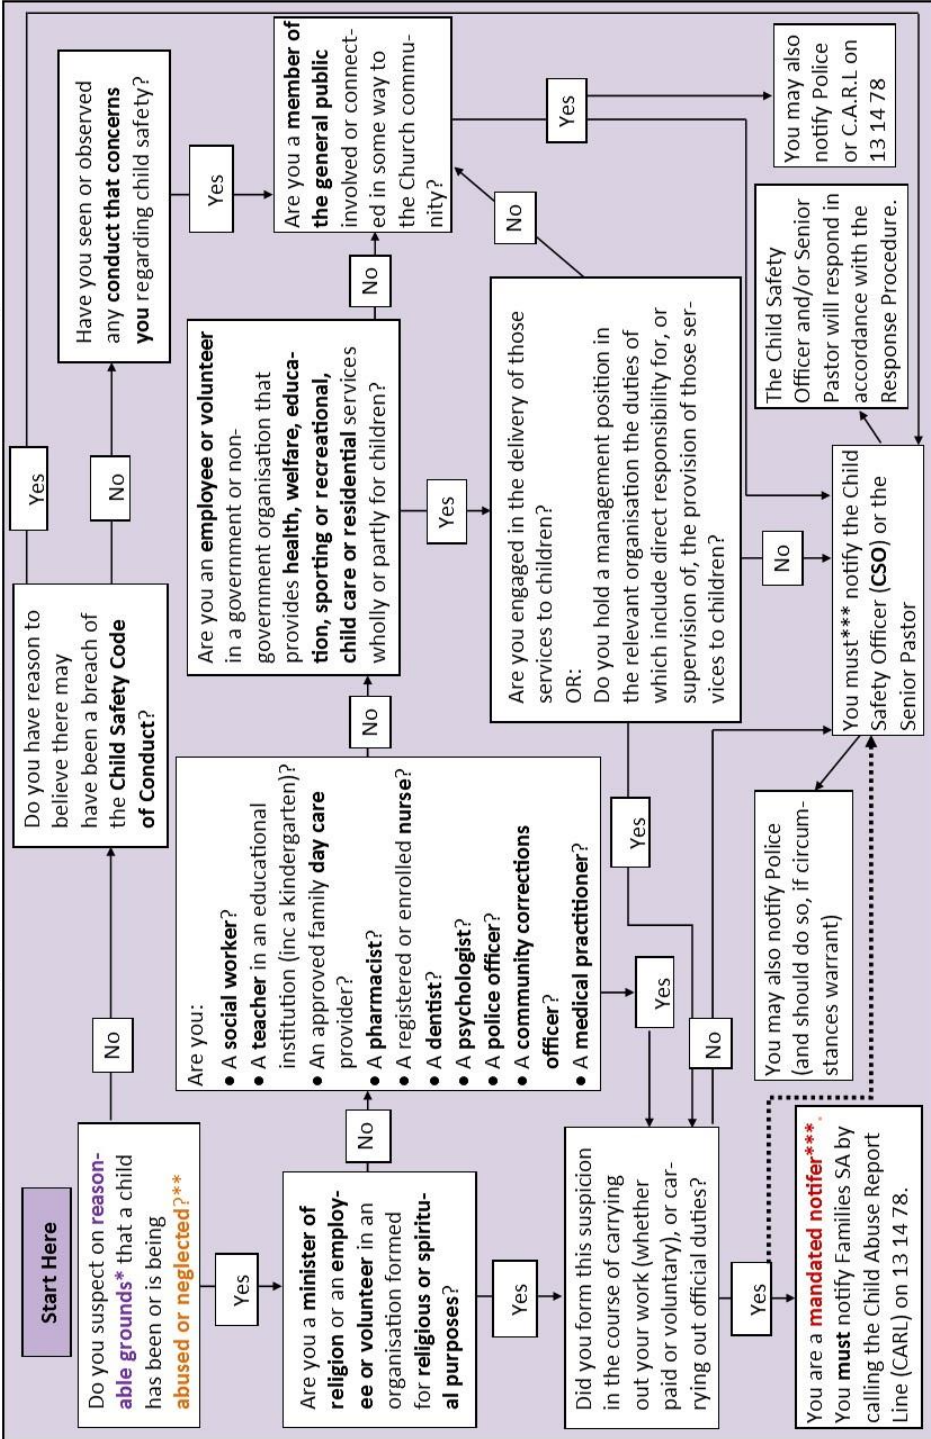 Start Here
Do you suspect on reason-
able grounds* that a child
has been or is being
abused or neglected?**
No
Do you have reason to
believe there may
have been a breach of
the Child Safety Code
of Conduct?
Yes
No
Have you seen or observed
any conduct that concerns
you regarding child safety?
Yes
Yes
Are you a minister of
religion or an employ-
ee or volunteer in an
organisation formed
for religious or spiritu-
al purposes?
No
Are you:
• A social worker?
• A teacher in an educational
institution (inc a kindergarten)?
• An approved family day care
provider?
• A pharmacist?
• A registered or enrolled nurse?
• A dentist?
• A psychologist?
• A police officer?
• A community corrections
officer?
• A medical practitioner?
No
Are you an employee or volunteer
in a government or non-
government organisation that
provides health, welfare, educa-
tion, sporting or recreational,
child care or residential services
wholly or partly for children?
No
Are you a member of
the general public
involved or connect-
ed in some way to
the Church commu-
nity?
Yes
Yes
Yes
No
Yes
Did you form this suspicion
in the course of carrying
out your work (whether
paid or voluntary), or car-
rying out official duties?
Yes
Are you engaged in the delivery of those
services to children?
OR:
Do you hold a management position in
the relevant organisation the duties of
which include direct responsibility for, or
supervision of, the provision of those ser-
vices to children?
No
No
Yes
You are a mandated notifer***.
You must notify Families SA by
calling the Child Abuse Report
Line (CARL) on 13 14 78.
You may also notify Police
(and should do so, if circum-
stances warrant)
You must*** notify the Child
Safety Officer (CSO) or the
Senior Pastor
The Child Safety
Officer and/or Senior
Pastor will respond in
accordance with the
Response Procedure.
You may also
notify Police
or C.A.R.L on
13 14 78